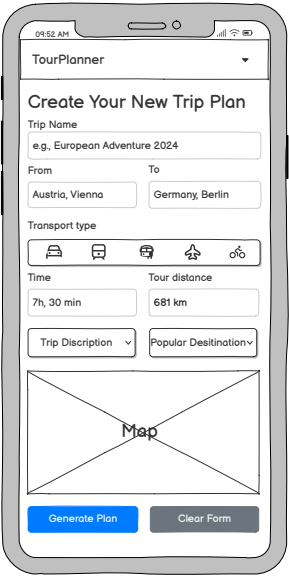 09:52 AM
TourPlanner
Create Your New Trip Plan
Trip Name
e.g., European Adventure 2024
From To
Austria, Vienna Germany, Berlin
Transport type
Time Tour distance
7h, 30 min 681 km
Trip Discription Popular Desitination
Map
Generate Plan Clear Form